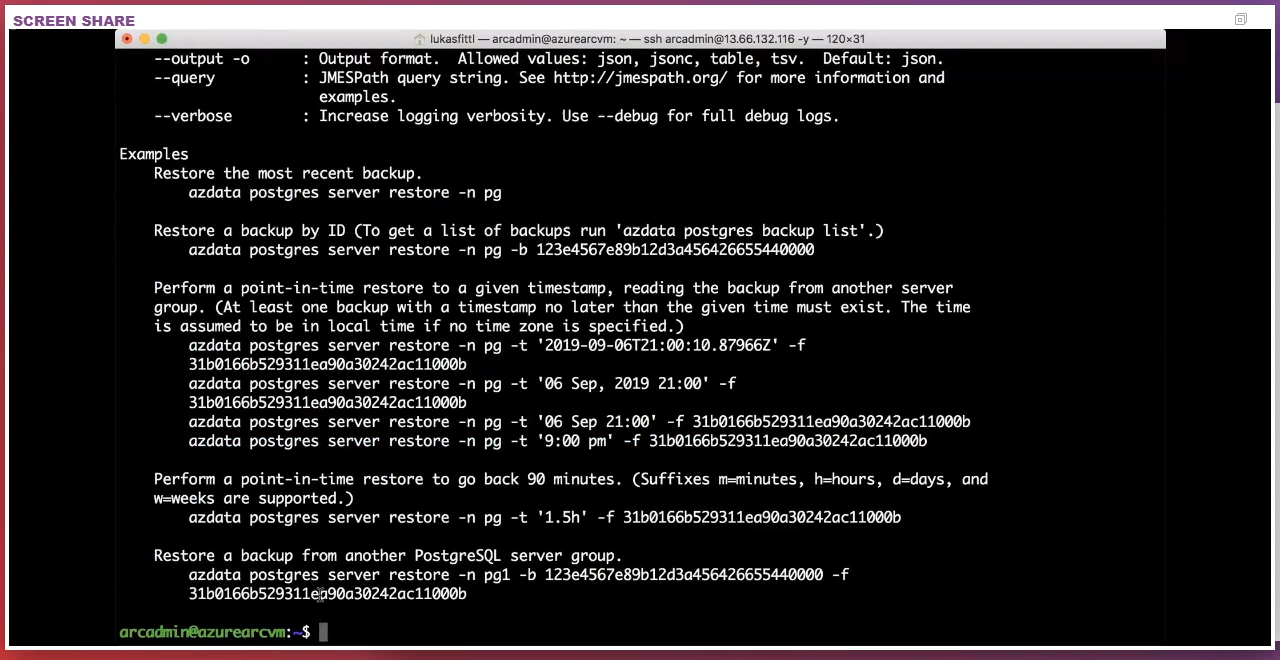 SCREEN SHARE
lukasfittl — arcadmin@azurearcvm: ~ — ssh arcadmin@13.66.132.116 -y — 120×31
--output -o : Output format. Allowed values: json, jsonc, table, tsv. Default: json.
--query : JMESPath query string. See http://jmespath.org/ for more information and
examples.
--verbose : Increase logging verbosity. Use --debug for full debug logs.
Examples
Restore the most recent backup.
azdata postgres server restore -n pg
Restore a backup by ID (To get a list of backups run 'azdata postgres backup list'.)
azdata postgres server restore -n pg -b 123e4567e89b12d3a456426655440000
Perform a point-in-time restore to a given timestamp, reading the backup from another server
group. (At least one backup with a timestamp no later than the given time must exist. The time
is assumed to be in local time if no time zone is specified.)
azdata postgres server restore -n pg -t '2019-09-06T21:00:10.87966Z' -f
31b0166b529311ea90a30242ac11000b
azdata postgres server restore -n pg -t '06 Sep, 2019 21:00' -f
31b0166b529311ea90a30242ac11000b
azdata postgres server restore -n pg -t '06 Sep 21:00' -f 31b0166b529311ea90a30242ac11000b
azdata postgres server restore -n pg -t '9:00 pm' -f 31b0166b529311ea90a30242ac11000b
Perform a point-in-time restore to go back 90 minutes. (Suffixes m=minutes, h=hours, d=days, and
w=weeks are supported.)
azdata postgres server restore -n pg -t '1.5h' -f 31b0166b529311ea90a30242ac11000b
Restore a backup from another PostgreSQL server group.
azdata postgres server restore -n pg1 -b 123e4567e89b12d3a456426655440000 -f
31b0166b529311ea90a30242ac11000b
arcadmin@azurearcvm:~$